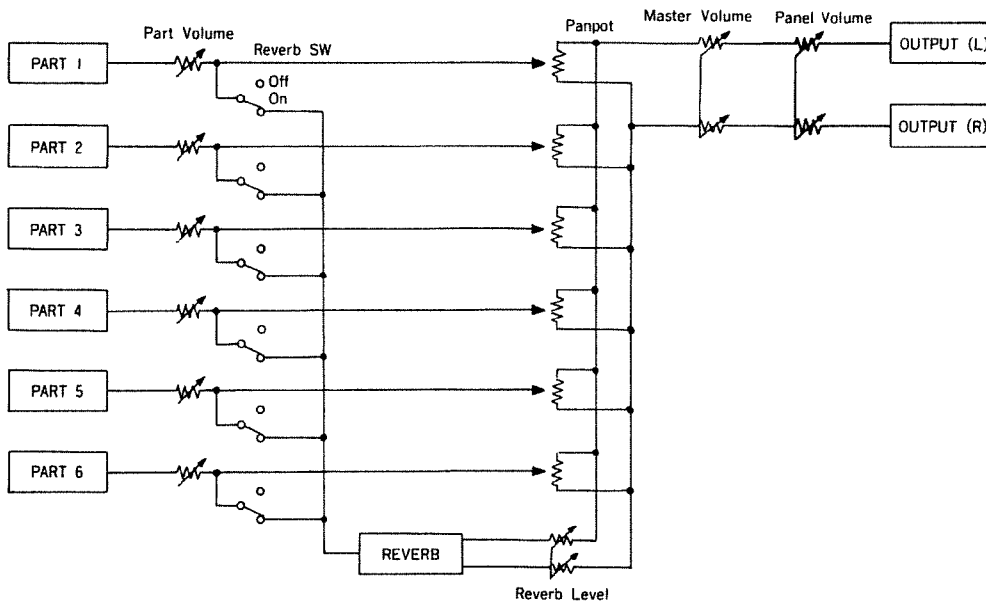 Part Volume
Reverb SW
Panpot
Master Volume
Panel Volume
PART 1
OUTPUT (L)
Off
On
PART 2
OUTPUT (R)
PART 3
PART 4
PART 5
PART 6
REVERB
Reverb Level